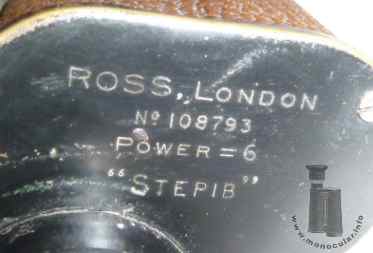 ROSS, LONDON
No 108793
POWER = 6
"STEPIB"
www.monocular.info